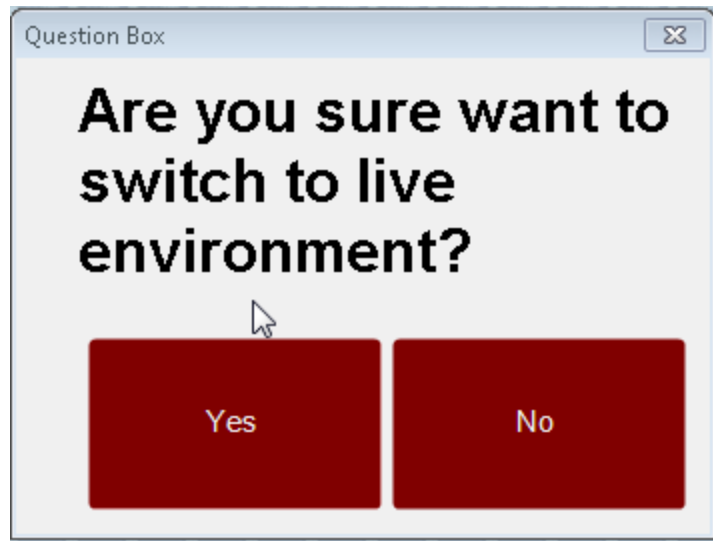 Question Box
Are you sure want to
switch to live
environment?
Yes
No